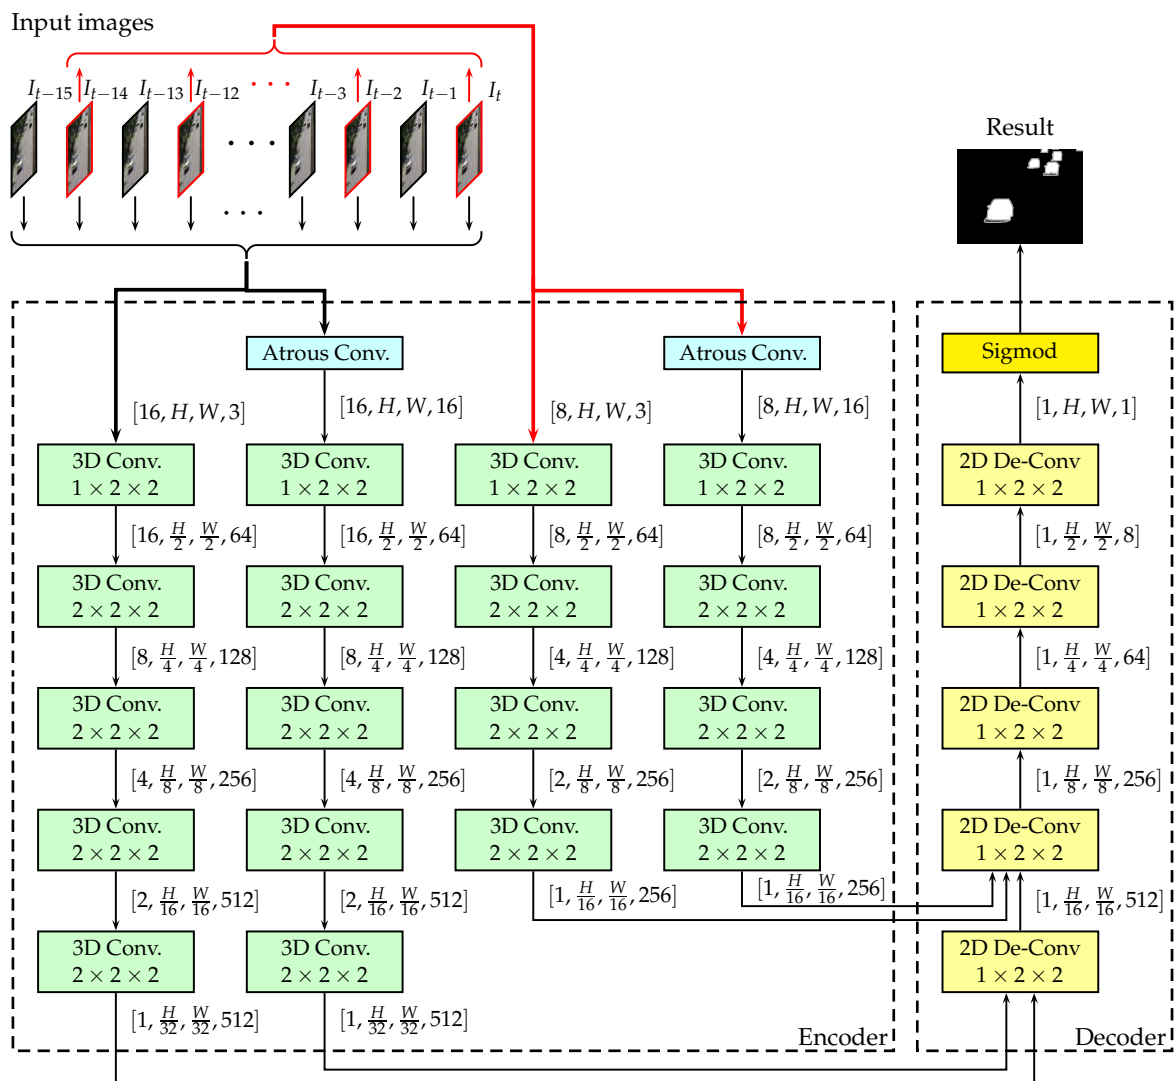 Input images
I_{t−15} I_{t−14} I_{t−13} I_{t−12} · · · I_{t−3} I_{t−2} I_{t−1} I_t
· · ·
· · ·
Result
Atrous Conv. Atrous Conv. Sigmod
[16, H, W, 3] [16, H, W, 16] [8, H, W, 3] [8, H, W, 16] [1, H, W, 1]
3D Conv. 3D Conv. 3D Conv. 3D Conv. 2D De-Conv
1 × 2 × 2 1 × 2 × 2 1 × 2 × 2 1 × 2 × 2 1 × 2 × 2
[16, H/2, W/2, 64] [16, H/2, W/2, 64] [8, H/2, W/2, 64] [8, H/2, W/2, 64] [1, H/2, W/2, 8]
3D Conv. 3D Conv. 3D Conv. 3D Conv. 2D De-Conv
2 × 2 × 2 2 × 2 × 2 2 × 2 × 2 2 × 2 × 2 1 × 2 × 2
[8, H/4, W/4, 128] [8, H/4, W/4, 128] [4, H/4, W/4, 128] [4, H/4, W/4, 128] [1, H/4, W/4, 64]
3D Conv. 3D Conv. 3D Conv. 3D Conv. 2D De-Conv
2 × 2 × 2 2 × 2 × 2 2 × 2 × 2 2 × 2 × 2 1 × 2 × 2
[4, H/8, W/8, 256] [4, H/8, W/8, 256] [2, H/8, W/8, 256] [2, H/8, W/8, 256] [1, H/8, W/8, 256]
3D Conv. 3D Conv. 3D Conv. 3D Conv. 2D De-Conv
2 × 2 × 2 2 × 2 × 2 2 × 2 × 2 2 × 2 × 2 1 × 2 × 2
[2, H/16, W/16, 512] [2, H/16, W/16, 512] [1, H/16, W/16, 256] [1, H/16, W/16, 256] [1, H/16, W/16, 512]
3D Conv. 3D Conv. 2D De-Conv
2 × 2 × 2 2 × 2 × 2 1 × 2 × 2
[1, H/32, W/32, 512] [1, H/32, W/32, 512]
Encoder Decoder